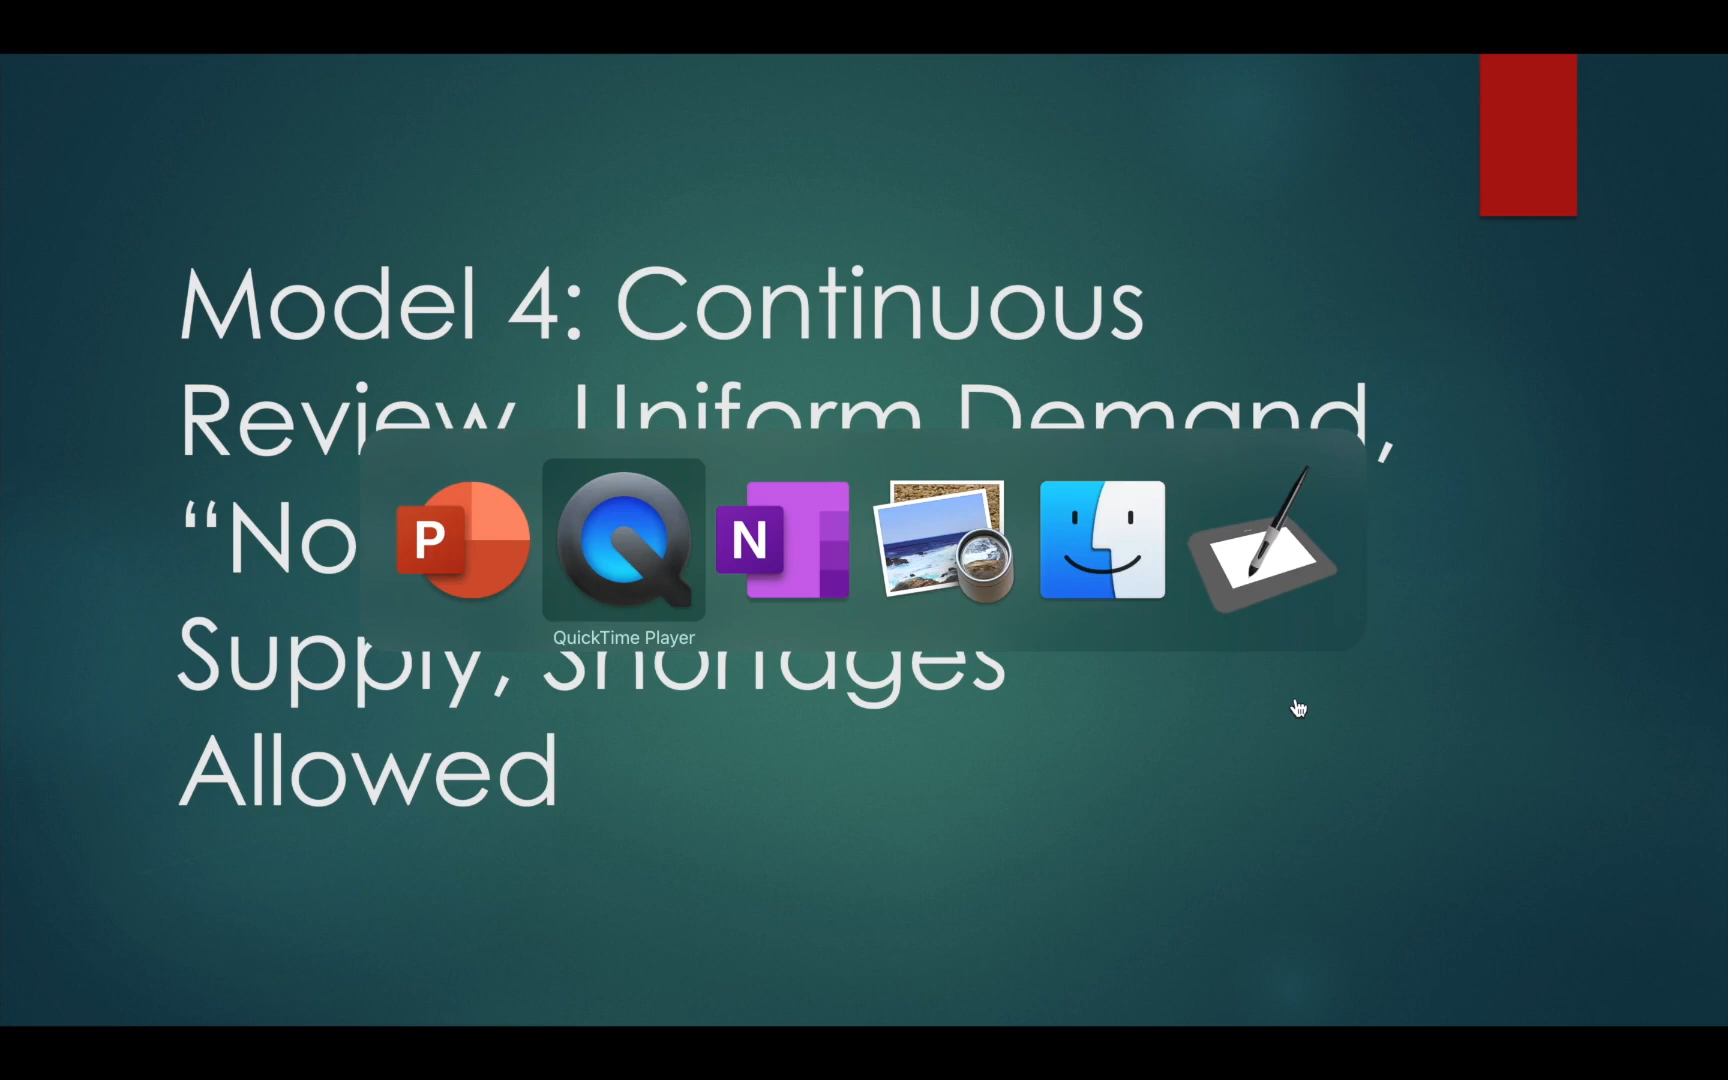 Model 4: Continuous
Review, Uniform Demand,
“No
Supply, Shortages
Allowed
P
N
QuickTime Player